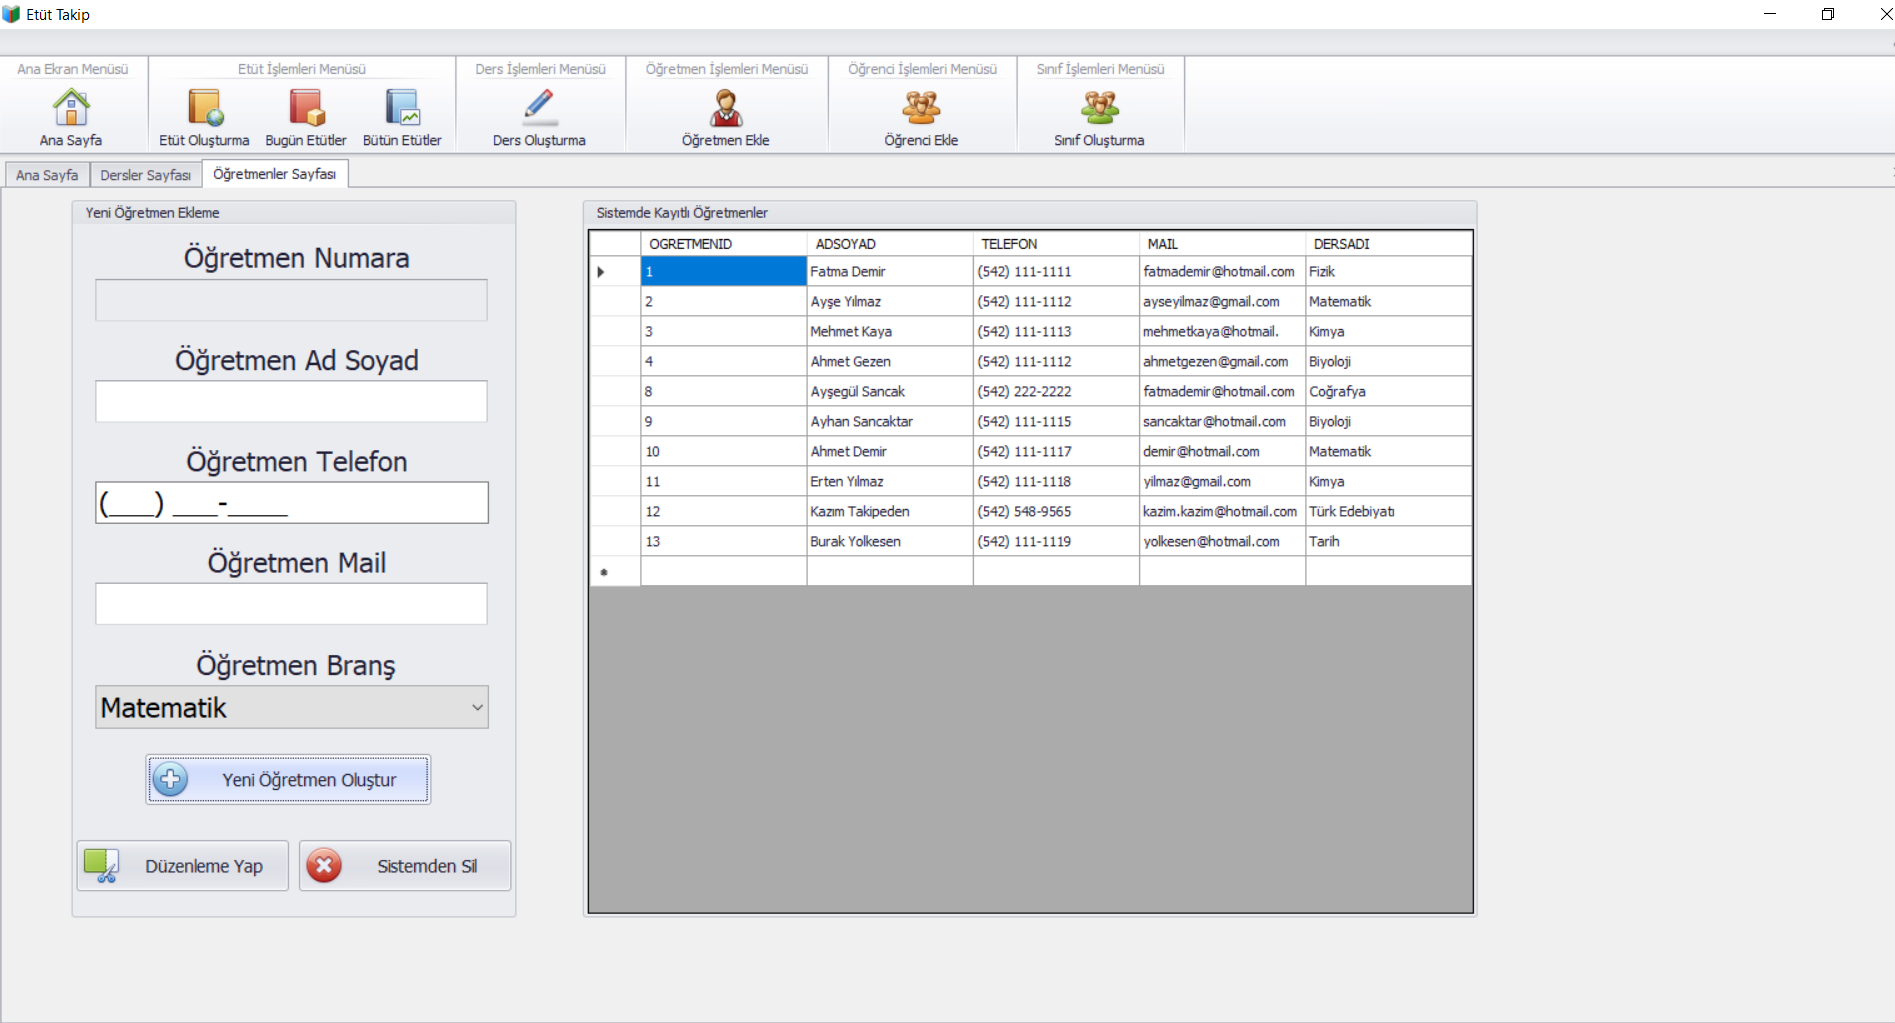 Etüt Takip
Ana Ekran Menüsü
Etüt İşlemleri Menüsü
Ders İşlemleri Menüsü
Öğretmen İşlemleri Menüsü
Öğrenci İşlemleri Menüsü
Sınıf İşlemleri Menüsü
Ana Sayfa
Etüt Oluşturma
Bugün Etütler
Bütün Etütler
Ders Oluşturma
Öğretmen Ekle
Öğrenci Ekle
Sınıf Oluşturma
Ana Sayfa
Dersler Sayfası
Öğretmenler Sayfası
Yeni Öğretmen Ekleme
Öğretmen Numara
Öğretmen Ad Soyad
Öğretmen Telefon
(___) ___-____
Öğretmen Mail
Öğretmen Branş
Matematik
Yeni Öğretmen Oluştur
Düzenleme Yap
Sistemden Sil
Sistemde Kayıtlı Öğretmenler
OGRETMENID ADSOYAD TELEFON MAIL DERSADI
1 Fatma Demir (542) 111-1111 fatmademir@hotmail.com Fizik
2 Ayşe Yılmaz (542) 111-1112 ayseyilmaz@gmail.com Matematik
3 Mehmet Kaya (542) 111-1113 mehmetkaya@hotmail. Kimya
4 Ahmet Gezen (542) 111-1112 ahmetgezen@gmail.com Biyoloji
8 Ayşegül Sancak (542) 222-2222 fatmademir@hotmail.com Coğrafya
9 Ayhan Sancaktar (542) 111-1115 sancaktar@hotmail.com Biyoloji
10 Ahmet Demir (542) 111-1117 demir@hotmail.com Matematik
11 Erten Yılmaz (542) 111-1118 yilmaz@gmail.com Kimya
12 Kazım Takipeden (542) 548-9565 kazim.kazim@hotmail.com Türk Edebiyatı
13 Burak Yolkesen (542) 111-1119 yolkesen@hotmail.com Tarih